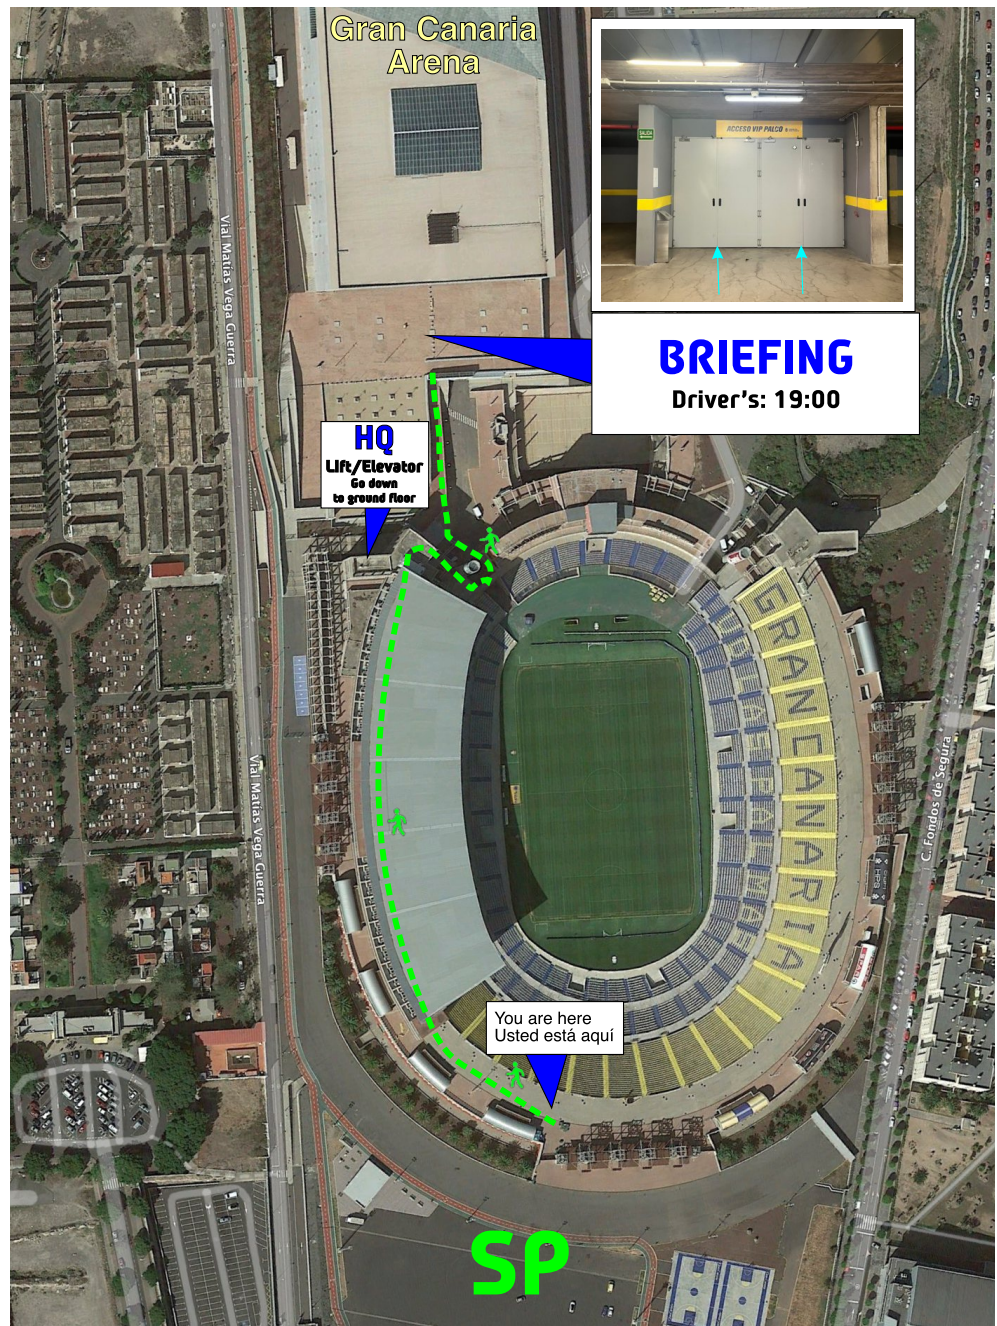 Gran Canaria
Arena
SALIDA
ACCESO VIP PALCO
BRIEFING
Driver's: 19:00
HQ
Lift/Elevator
Go down
to ground floor
Vial Matías Vega Guerra
Vial Matías Vega Guerra
C. Fondos de Segura
GRAN CANARIA
You are here
Usted está aquí
SP